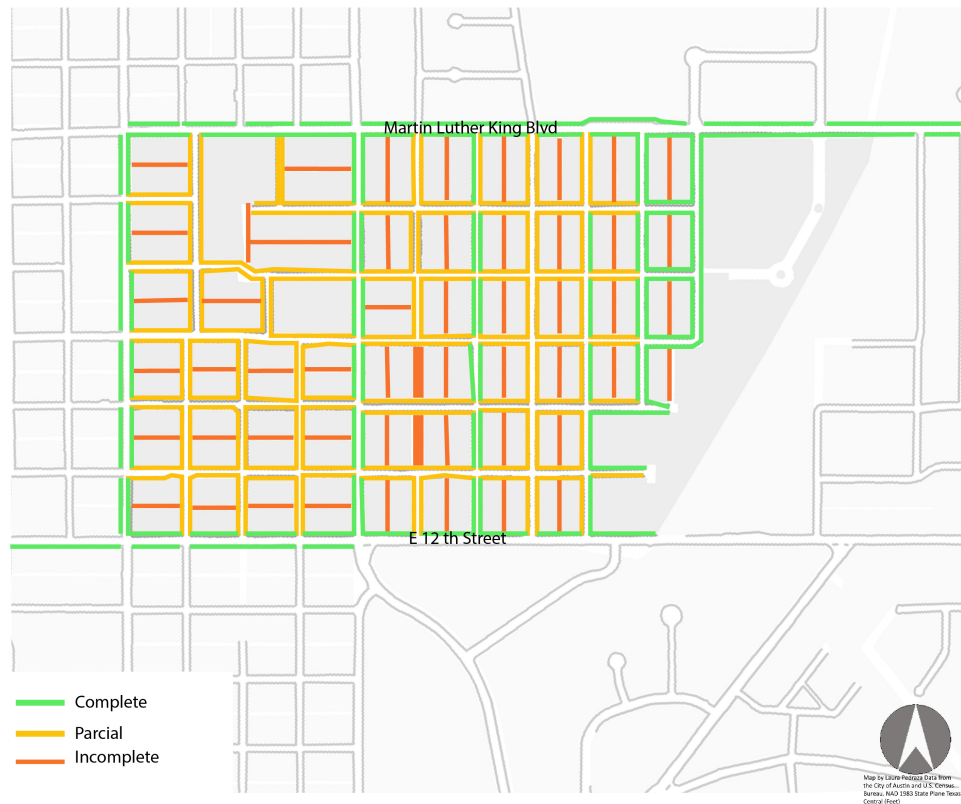 Martin Luther King Blvd
E 12 th Street
Complete
Parcial
Incomplete
Map by Laura Pedraza Data from
the City of Austin and U.S. Census
Bureau. NAD 1983 State Plane Texas
Central (Feet)